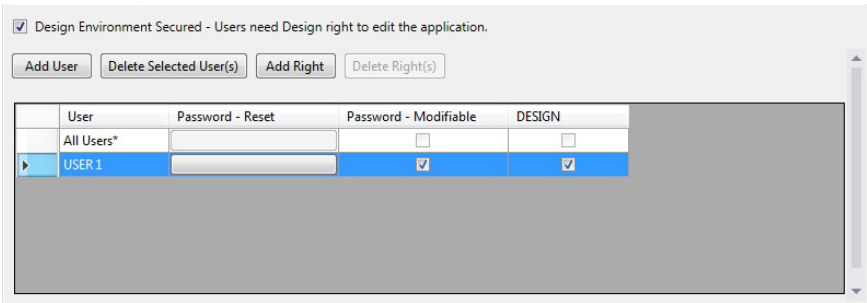 Design Environment Secured - Users need Design right to edit the application.
Add User Delete Selected User(s) Add Right Delete Right(s)
User Password - Reset Password - Modifiable DESIGN
All Users*
USER 1